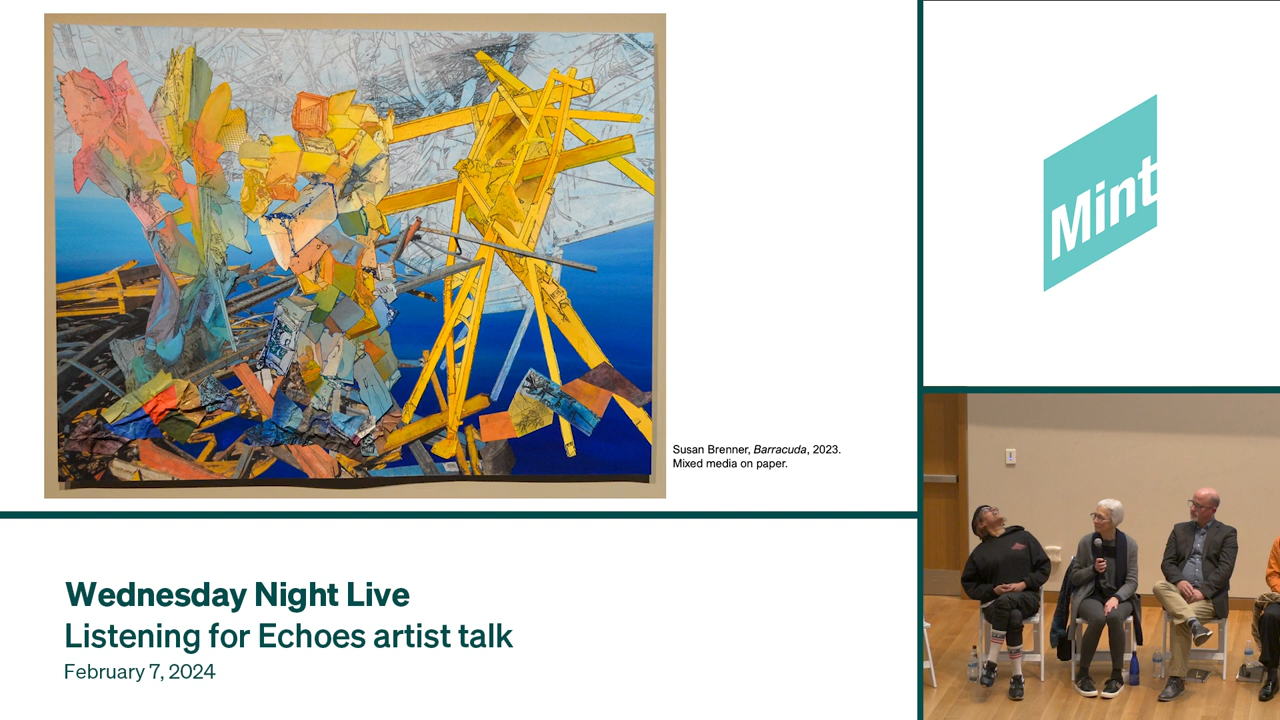 Susan Brenner, Barracuda, 2023.
Mixed media on paper.
Mint
Wednesday Night Live
Listening for Echoes artist talk
February 7, 2024